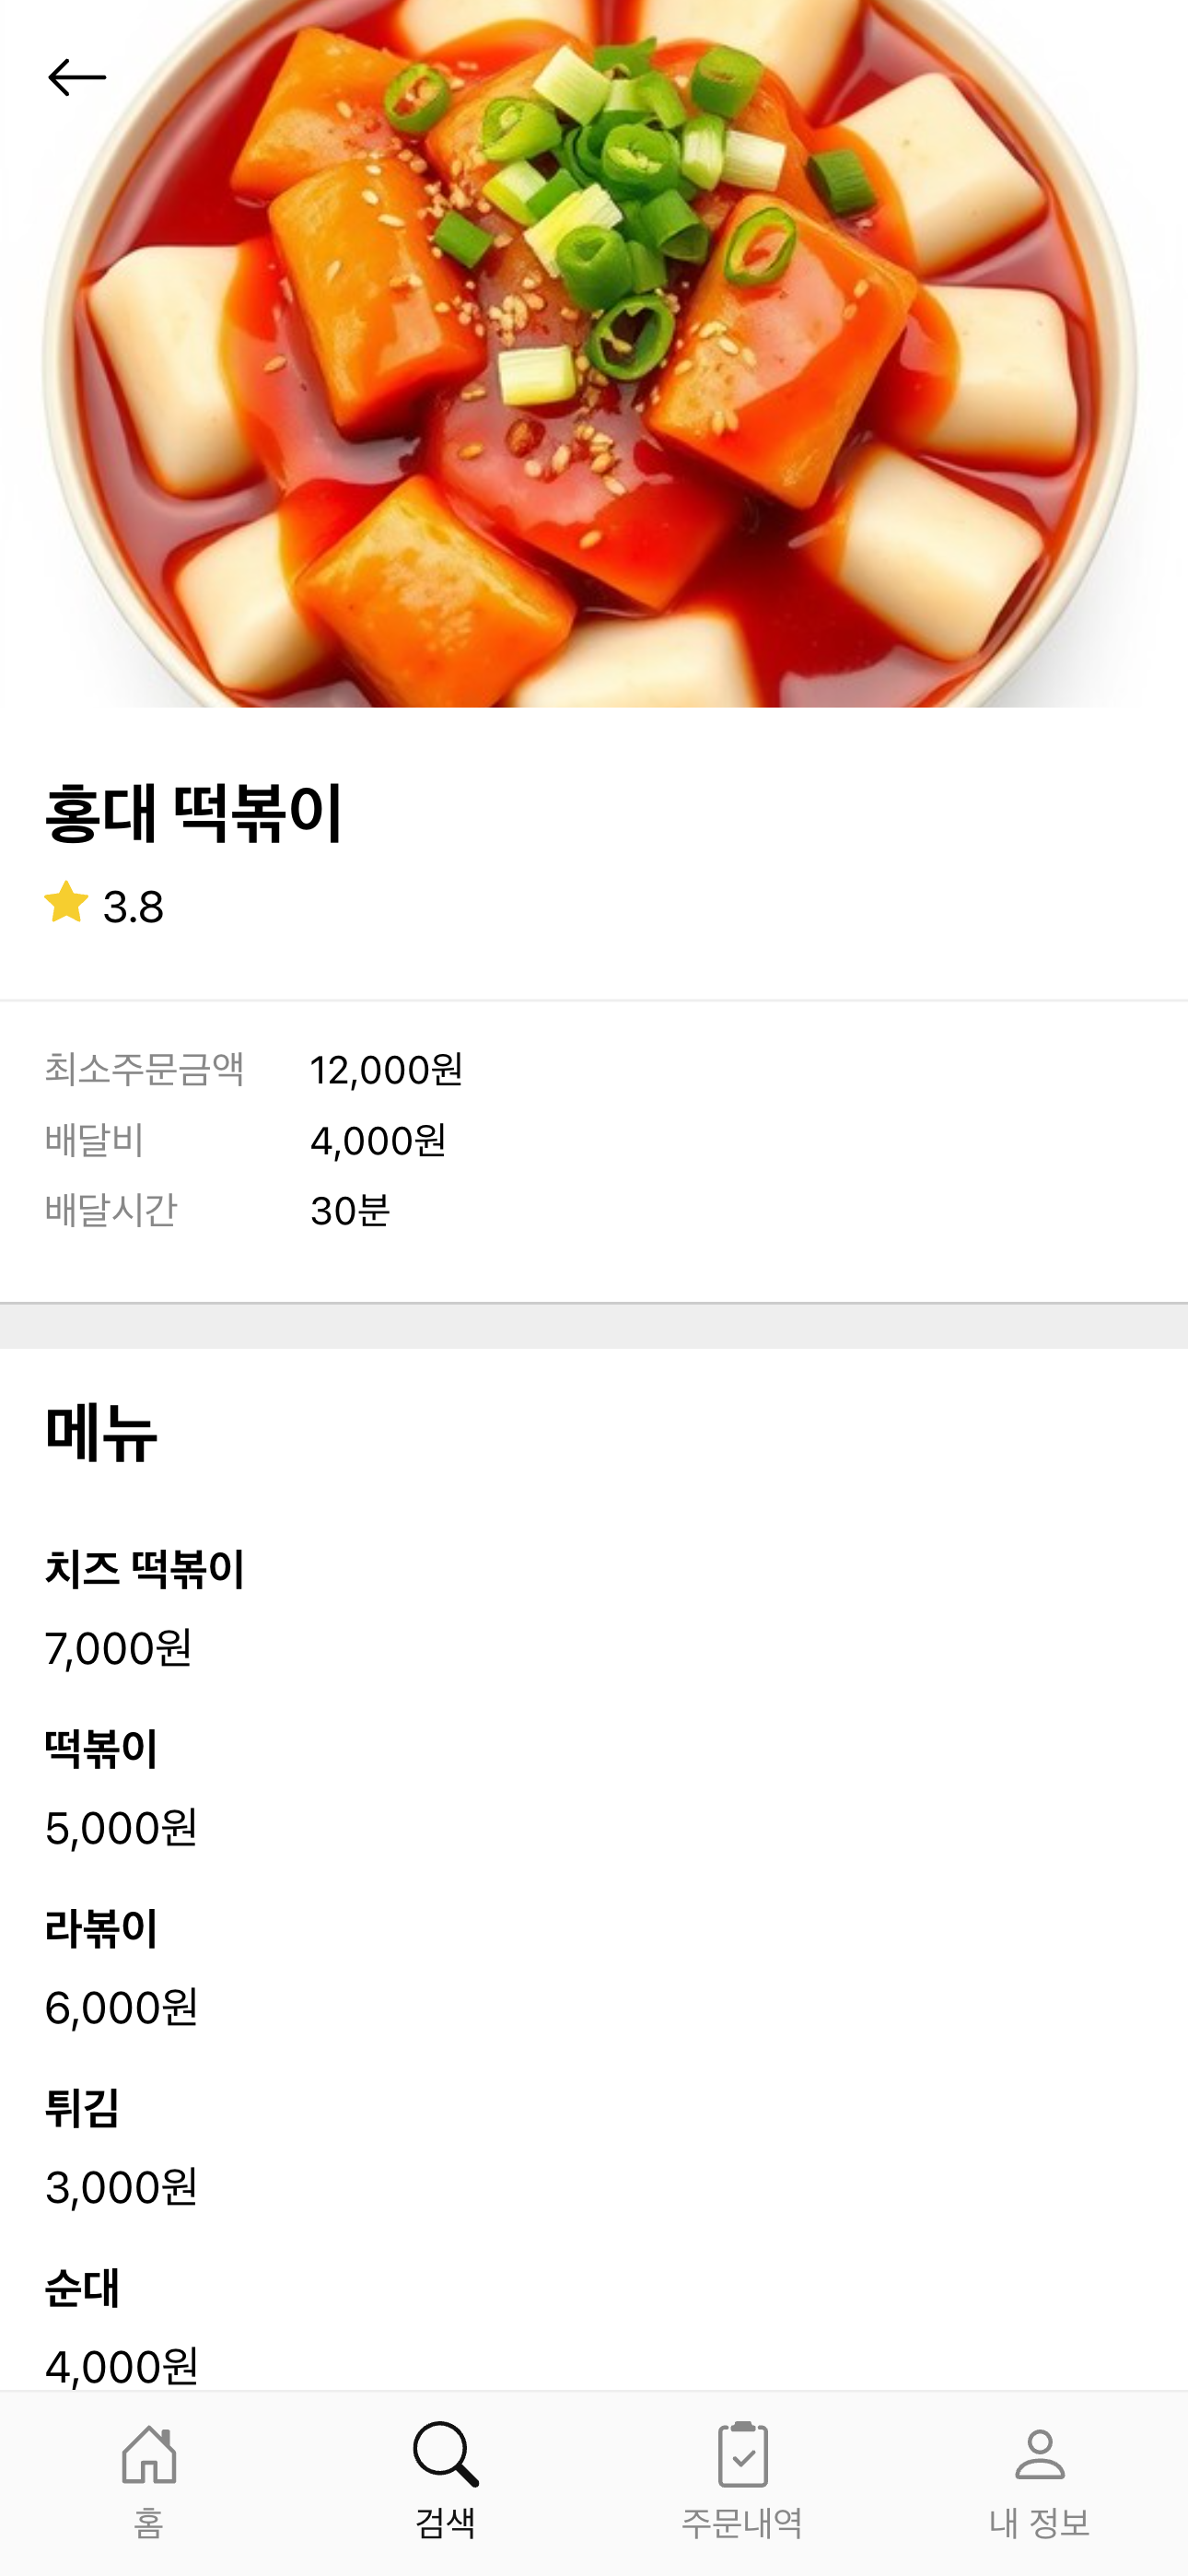 홍대 떡볶이
3.8
최소주문금액 12,000원
배달비 4,000원
배달시간 30분
메뉴
치즈 떡볶이
7,000원
떡볶이
5,000원
라볶이
6,000원
튀김
3,000원
순대
4,000원
홈 검색 주문내역 내 정보